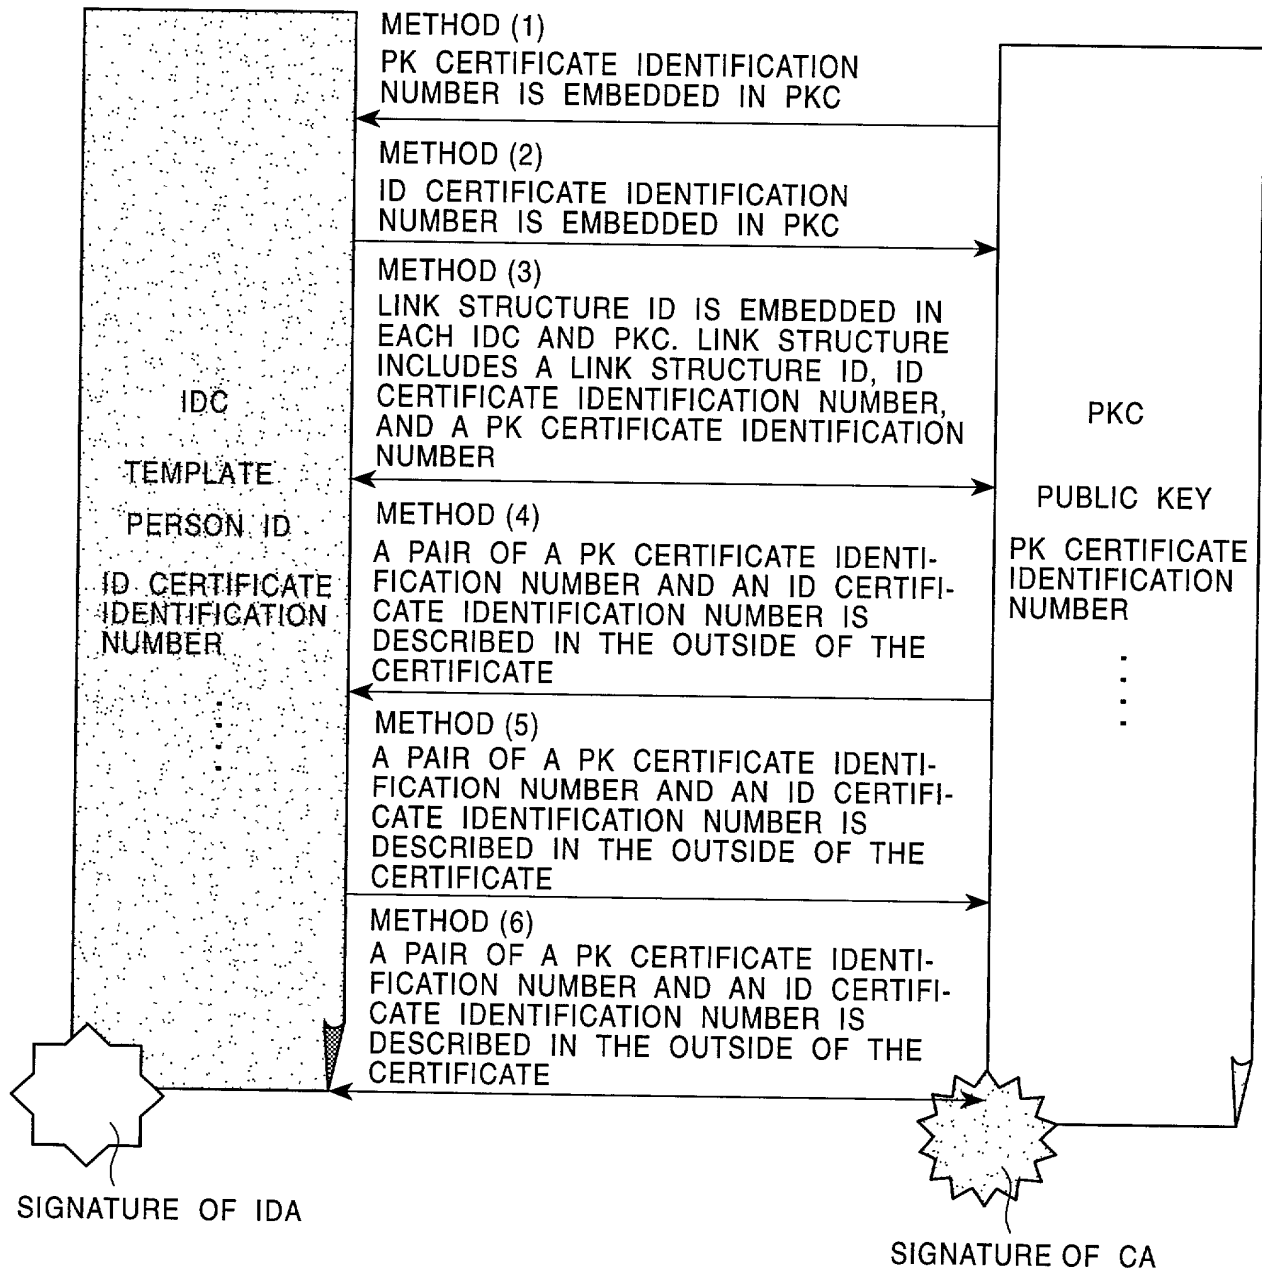 METHOD (1)
PK CERTIFICATE IDENTIFICATION
NUMBER IS EMBEDDED IN PKC
METHOD (2)
ID CERTIFICATE IDENTIFICATION
NUMBER IS EMBEDDED IN PKC
METHOD (3)
LINK STRUCTURE ID IS EMBEDDED IN
EACH IDC AND PKC. LINK STRUCTURE
INCLUDES A LINK STRUCTURE ID, ID
CERTIFICATE IDENTIFICATION NUMBER,
AND A PK CERTIFICATE IDENTIFICATION
NUMBER
METHOD (4)
A PAIR OF A PK CERTIFICATE IDENTI-
FICATION NUMBER AND AN ID CERTIFI-
CATE IDENTIFICATION NUMBER IS
DESCRIBED IN THE OUTSIDE OF THE
CERTIFICATE
METHOD (5)
A PAIR OF A PK CERTIFICATE IDENTI-
FICATION NUMBER AND AN ID CERTIFI-
CATE IDENTIFICATION NUMBER IS
DESCRIBED IN THE OUTSIDE OF THE
CERTIFICATE
METHOD (6)
A PAIR OF A PK CERTIFICATE IDENTI-
FICATION NUMBER AND AN ID CERTIFI-
CATE IDENTIFICATION NUMBER IS
DESCRIBED IN THE OUTSIDE OF THE
CERTIFICATE
IDC
TEMPLATE
PERSON ID
ID CERTIFICATE
IDENTIFICATION
NUMBER
PKC
PUBLIC KEY
PK CERTIFICATE
IDENTIFICATION
NUMBER
SIGNATURE OF IDA
SIGNATURE OF CA